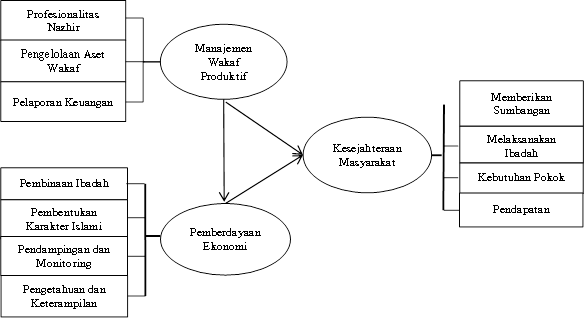 Profesionalitas
Nazhir
Pengelolaan Aset
Wakaf
Pelaporan Keuangan
Manajemen
Wakaf
Produktif
Pembinaan Ibadah
Pembentukan
Karakter Islami
Pendampingan dan
Monitoring
Pengetahuan dan
Keterampilan
Pemberdayaan
Ekonomi
Kesejahteraan
Masyarakat
Memberikan
Sumbangan
Melaksanakan
Ibadah
Kebutuhan Pokok
Pendapatan